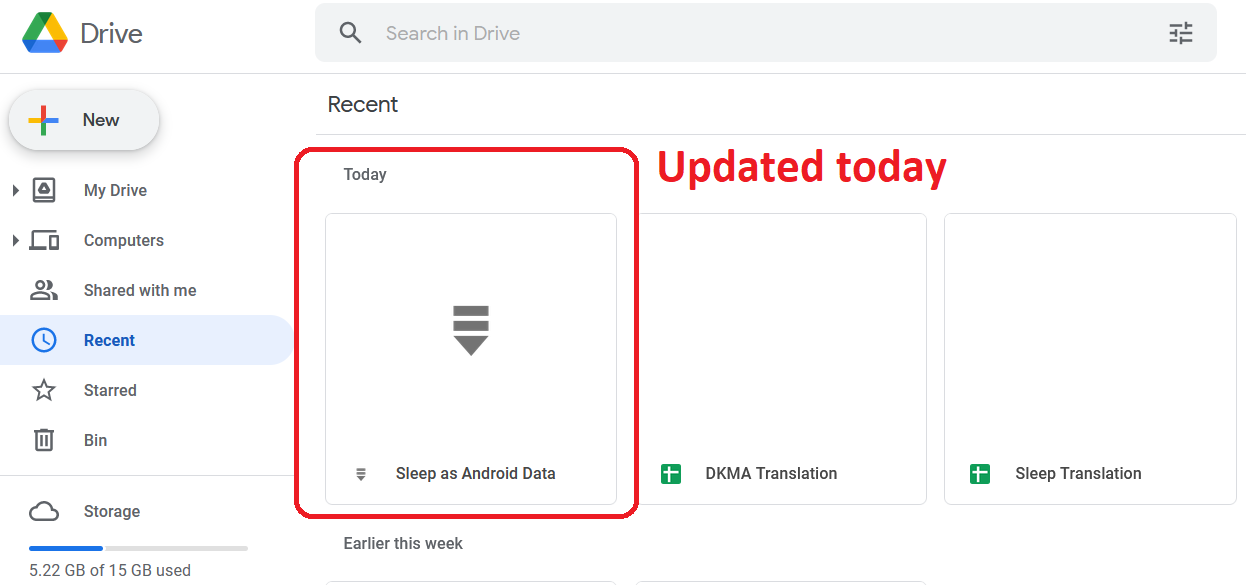 Drive
Search in Drive
New
Recent
Today
Updated today
My Drive
Computers
Shared with me
Recent
Starred
Bin
Sleep as Android Data
DKMA Translation
Sleep Translation
Storage
Earlier this week
5.22 GB of 15 GB used